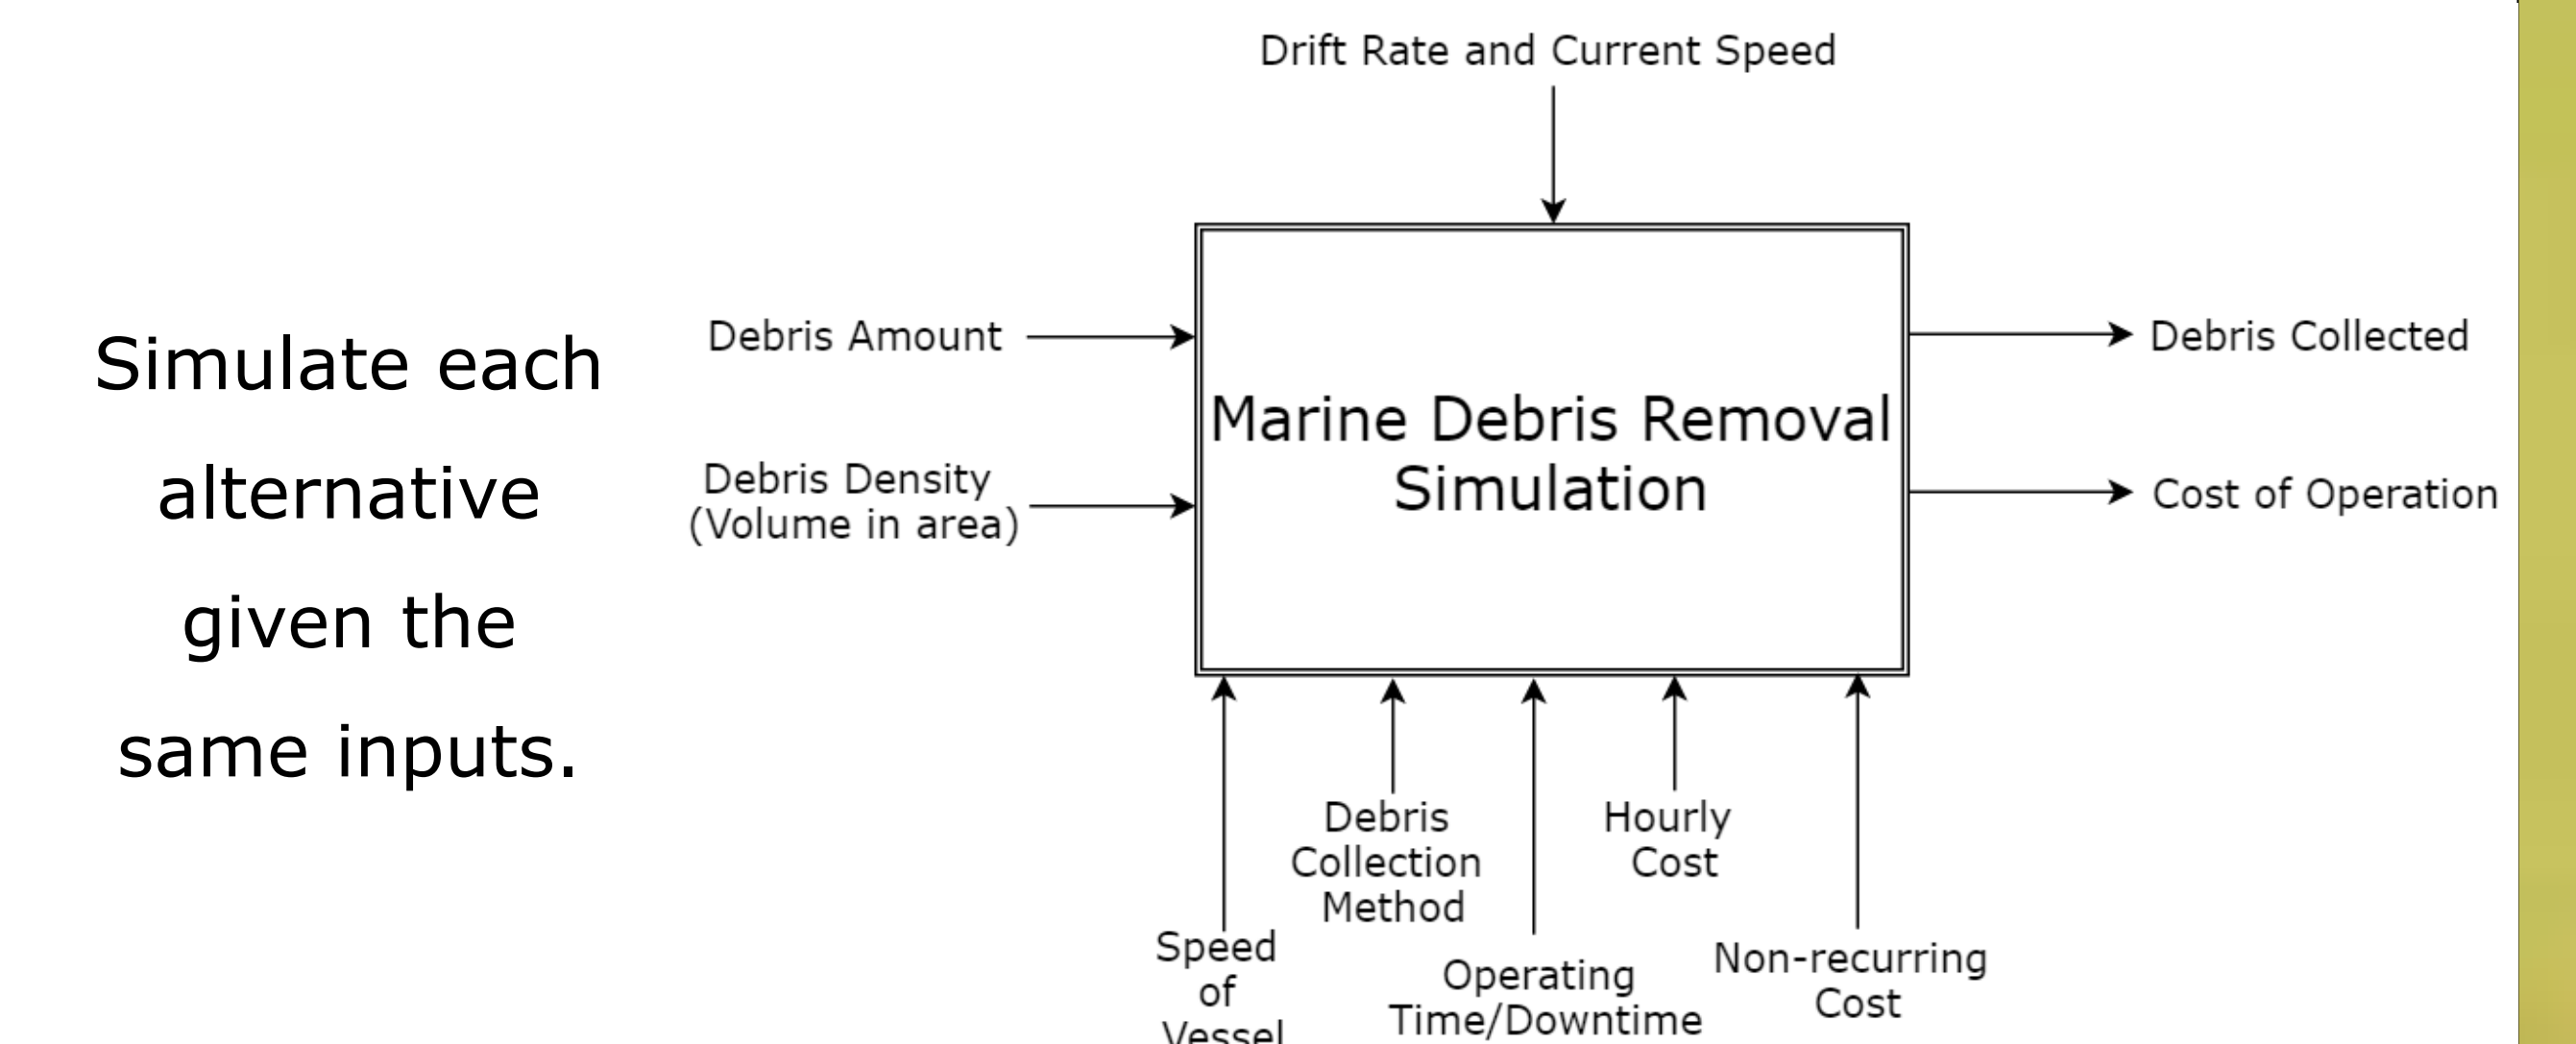 Simulate each
alternative
given the
same inputs.
Drift Rate and Current Speed
Debris Amount
Debris Density
(Volume in area)
Marine Debris Removal
Simulation
Debris Collected
Cost of Operation
Speed
of
Vessel
Debris
Collection
Method
Operating
Time/Downtime
Hourly
Cost
Non-recurring
Cost